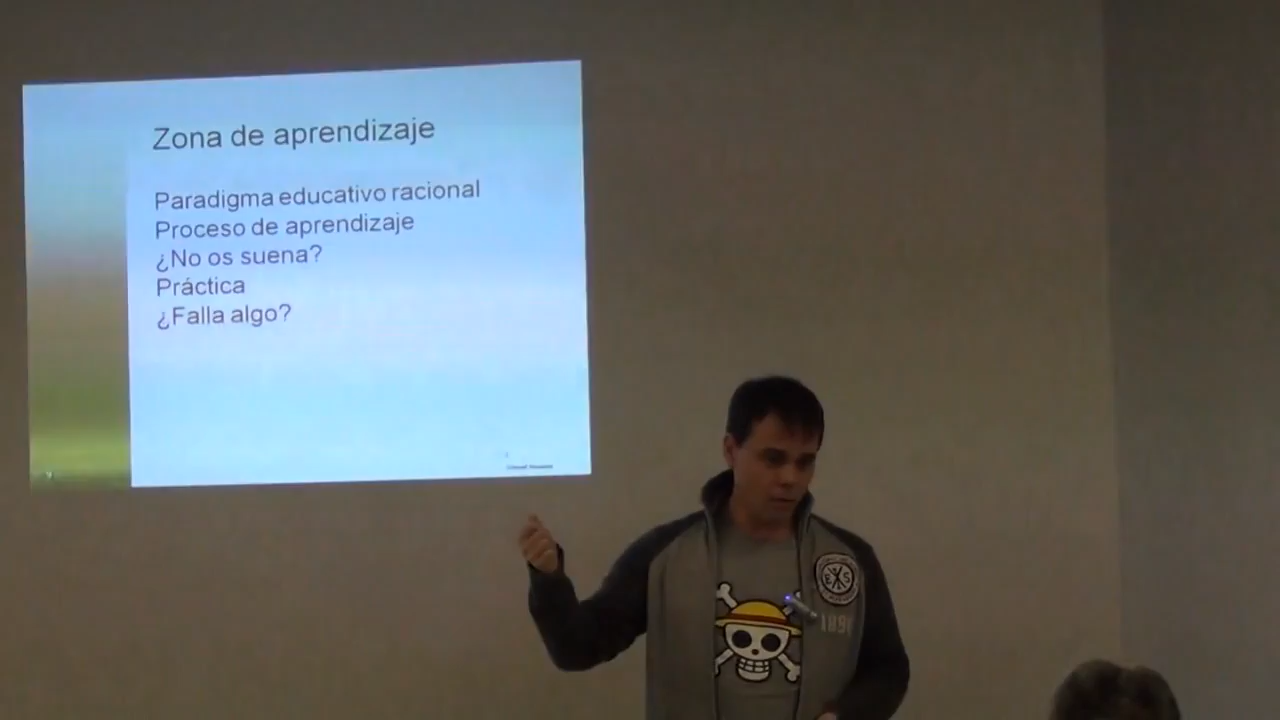 Zona de aprendizaje
Paradigma educativo racional
Proceso de aprendizaje
¿No os suena?
Práctica
¿Falla algo?
E S